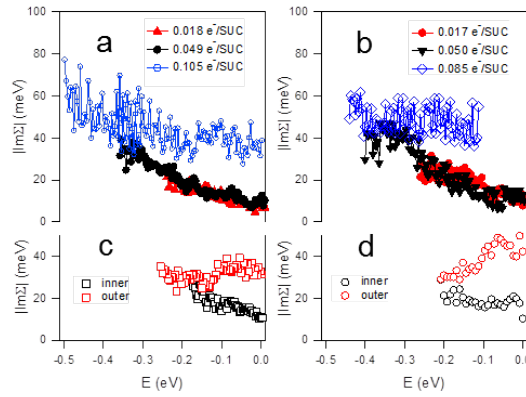 a
0.018 e⁻/SUC
0.049 e⁻/SUC
0.105 e⁻/SUC
b
0.017 e⁻/SUC
0.050 e⁻/SUC
0.085 e⁻/SUC
|ImΣ| (meV)
100
80
60
40
20
0
|ImΣ| (meV)
100
80
60
40
20
0
c
inner
outer
d
inner
outer
|ImΣ| (meV)
40
20
0
|ImΣ| (meV)
40
20
0
-0.5 -0.4 -0.3 -0.2 -0.1 0.0
-0.5 -0.4 -0.3 -0.2 -0.1
E (eV)
E (eV)